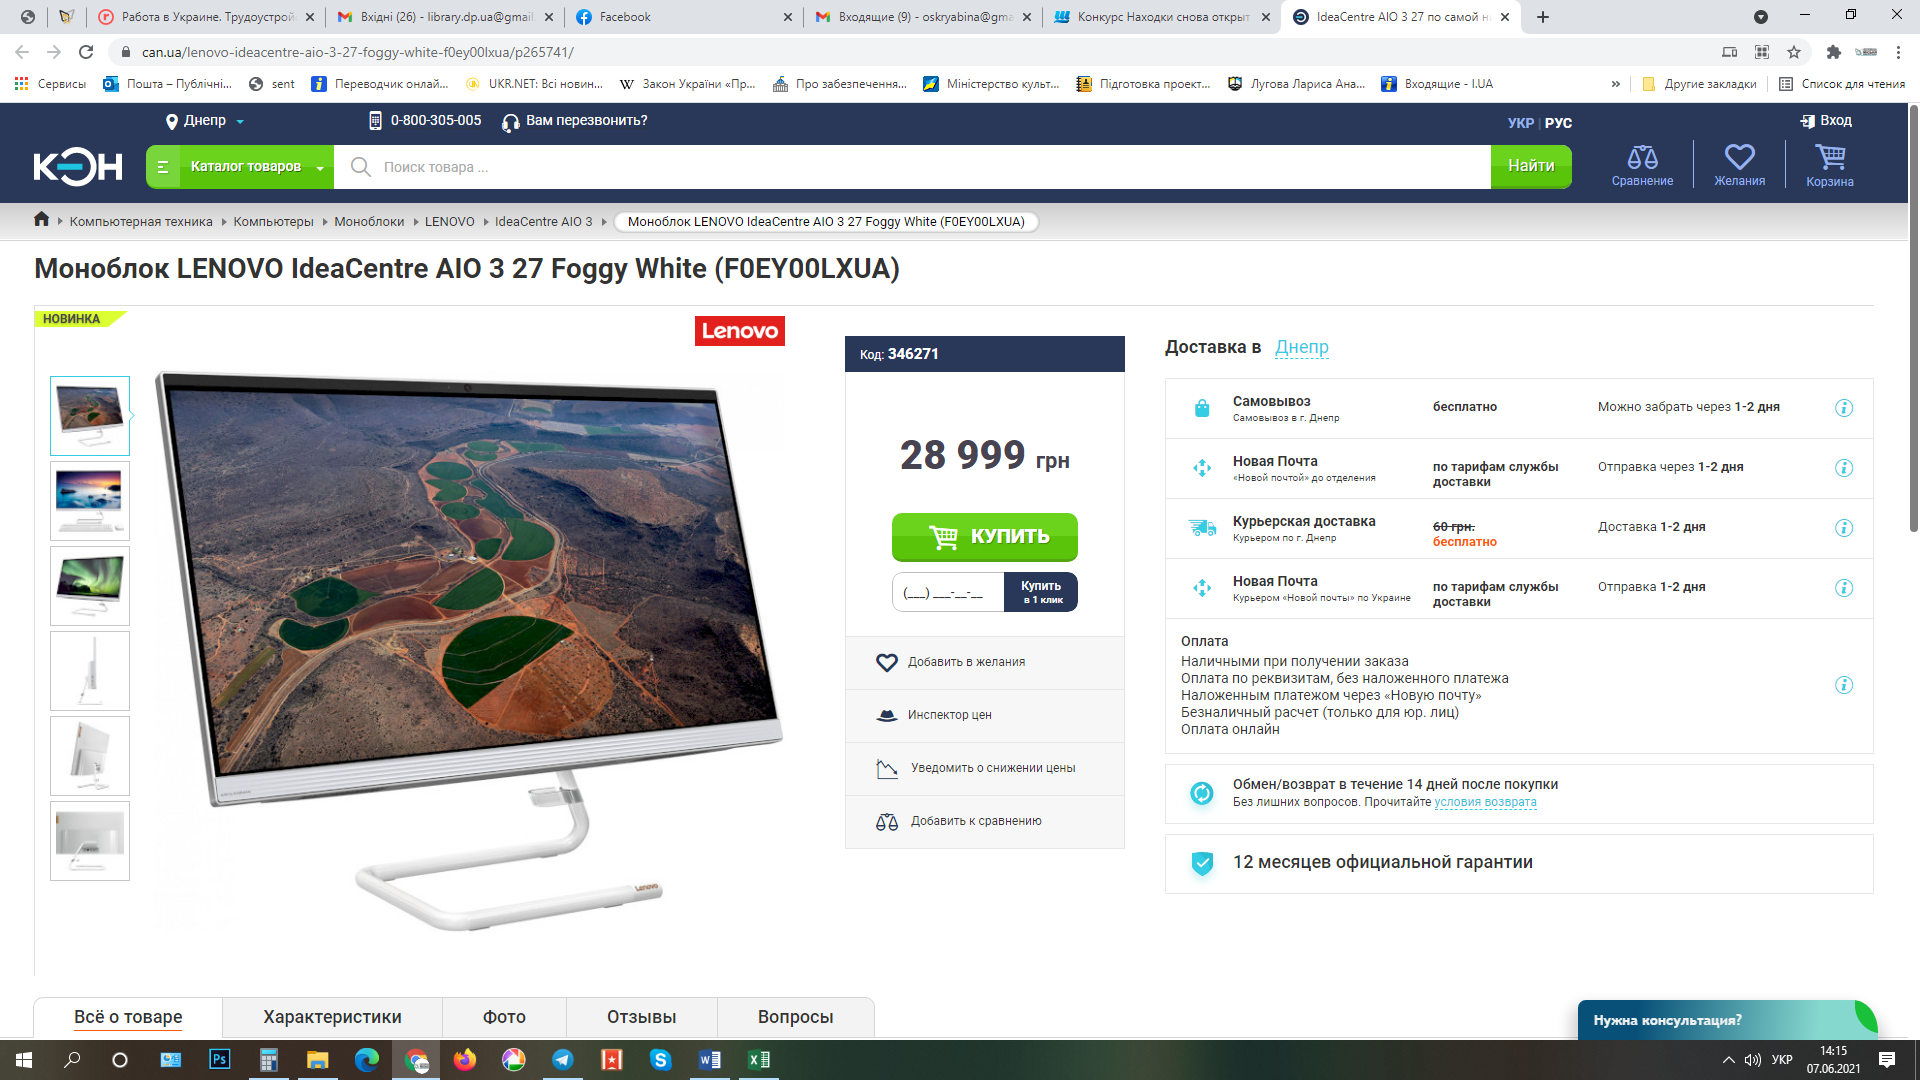 Работа в Украине. Трудоустрой
Вхідні (26) - library.dp.ua@gmail.
Facebook
Входящие (9) - oskryabina@gma
Конкурс Находки снова открыт
IdeaCentre AIO 3 27 по самой н
can.ua/lenovo-ideacentre-aio-3-27-foggy-white-f0ey00lxua/p265741/
Сервисы
Пошта – Публічні...
sent
Переводчик онлай...
UKR.NET: Всі новин...
Закон України «Пр...
Про забезпечення...
Міністерство культ...
Підготовка проект...
Лугова Лариса Ана...
Входящие - I.UA
»
Другие закладки
Список для чтения
Днепр
0-800-305-005
Вам перезвонить?
УКР | РУС
Вход
КЭН
Каталог товаров
Поиск товара ...
Найти
Сравнение
Желания
Корзина
Компьютерная техника
Компьютеры
Моноблоки
LENOVO
IdeaCentre AIO 3
Моноблок LENOVO IdeaCentre AIO 3 27 Foggy White (F0EY00LXUA)
Моноблок LENOVO IdeaCentre AIO 3 27 Foggy White (F0EY00LXUA)
НОВИНКА
Lenovo
Lenovo
Код: 346271
28 999 грн
КУПИТЬ
(___) ___-__-__
Купить
в 1 клик
Добавить в желания
Инспектор цен
Уведомить о снижении цены
Добавить к сравнению
Доставка в Днепр
Самовывоз
Самовывоз в г. Днепр
бесплатно
Можно забрать через 1-2 дня
Новая Почта
«Новой почтой» до отделения
по тарифам службы
доставки
Отправка через 1-2 дня
Курьерская доставка
Курьером по г. Днепр
60 грн.
бесплатно
Доставка 1-2 дня
Новая Почта
Курьером «Новой почты» по Украине
по тарифам службы
доставки
Отправка 1-2 дня
Оплата
Наличными при получении заказа
Оплата по реквизитам, без наложенного платежа
Наложенным платежом через «Новую почту»
Безналичный расчет (только для юр. лиц)
Оплата онлайн
Обмен/возврат в течение 14 дней после покупки
Без лишних вопросов. Прочитайте условия возврата
12 месяцев официальной гарантии
Всё о товаре
Характеристики
Фото
Отзывы
Вопросы
Нужна консультация?
Ps
УКР
14:15
07.06.2021